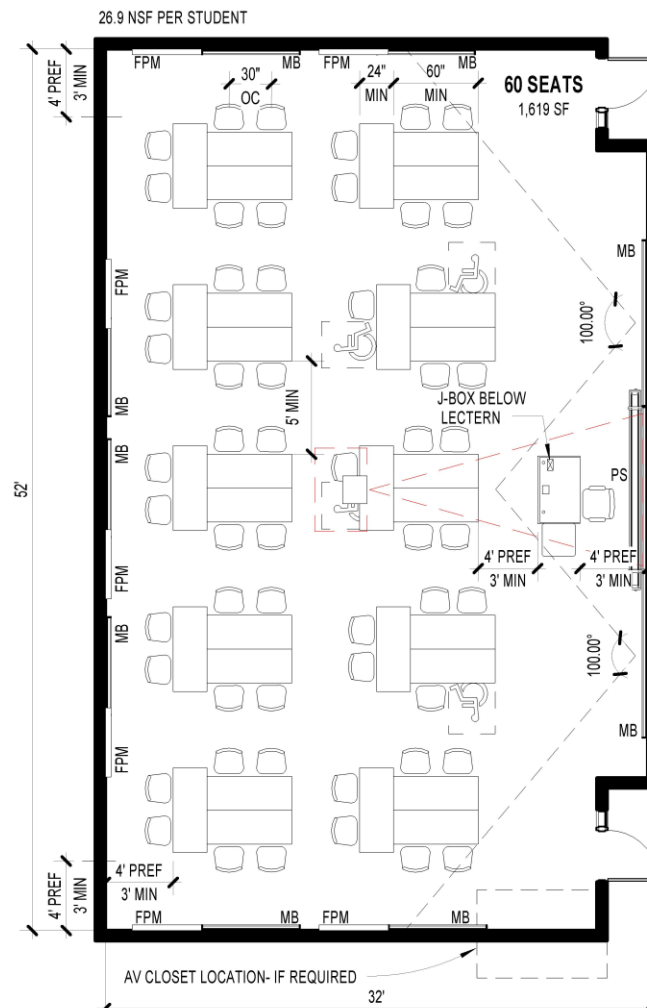 26.9 NSF PER STUDENT
4' PREF
3' MIN
FPM
MB
FPM
MB
30"
OC
24"
MIN
60"
MIN
60 SEATS
1,619 SF
FPM
MB
100.00°
5' MIN
J-BOX BELOW
LECTERN
MB
MB
52'
PS
4' PREF
3' MIN
4' PREF
3' MIN
FPM
MB
100.00°
MB
FPM
4' PREF
3' MIN
4' PREF
3' MIN
FPM
MB
FPM
MB
AV CLOSET LOCATION- IF REQUIRED
32'